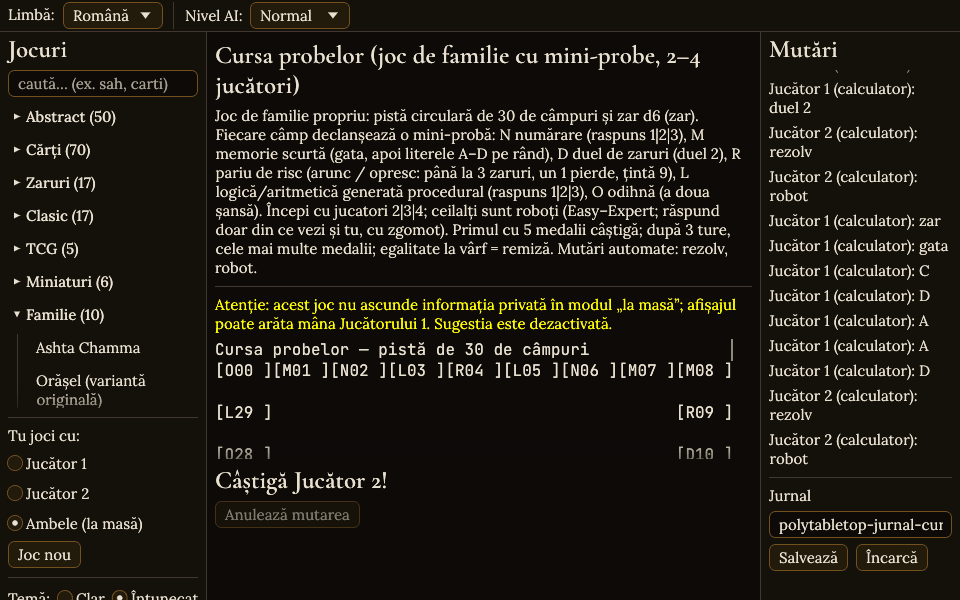 Limbă: Română ▼ Nivel AI: Normal ▼
Jocuri
caută... (ex. sah, carti)
▸ Abstract (50)
▸ Cărți (70)
▸ Zaruri (17)
▸ Clasic (17)
▸ TCG (5)
▸ Miniaturi (6)
▾ Familie (10)
Ashta Chamma
Orășel (variantă
originală)
Tu joci cu:
Jucător 1
Jucător 2
Ambele (la masă)
Joc nou
Temă: Clar Întunecat
Cursa probelor (joc de familie cu mini-probe, 2–4
jucători)
Joc de familie propriu: pistă circulară de 30 de câmpuri și zar d6 (zar).
Fiecare câmp declanșează o mini-probă: N numărare (raspuns 1|2|3), M
memorie scurtă (gata, apoi literele A–D pe rând), D duel de zaruri (duel 2), R
pariu de risc (arunc / opresc: până la 3 zaruri, un 1 pierde, țintă 9), L
logică/aritmetică generată procedural (raspuns 1|2|3), O odihnă (a doua
șansă). Începi cu jucatori 2|3|4; ceilalți sunt roboți (Easy–Expert; răspund
doar din ce vezi și tu, cu zgomot). Primul cu 5 medalii câștigă; după 3 ture,
cele mai multe medalii; egalitate la vârf = remiză. Mutări automate: rezolv,
robot.
Atenție: acest joc nu ascunde informația privată în modul „la masă”; afișajul
poate arăta mâna Jucătorului 1. Sugestia este dezactivată.
Cursa probelor — pistă de 30 de câmpuri
[O00 ][M01 ][N02 ][L03 ][R04 ][L05 ][N06 ][M07 ][M08 ]
[L29 ] [R09 ]
[O28 ] [D10 ]
Câștigă Jucător 2!
Anulează mutarea
Mutări
Jucător 1 (calculator):
duel 2
Jucător 2 (calculator):
rezolv
Jucător 2 (calculator):
robot
Jucător 1 (calculator): zar
Jucător 1 (calculator): gata
Jucător 1 (calculator): C
Jucător 1 (calculator): D
Jucător 1 (calculator): A
Jucător 1 (calculator): A
Jucător 1 (calculator): D
Jucător 2 (calculator):
rezolv
Jucător 2 (calculator):
robot
Jurnal
polytabletop-jurnal-cur
Salvează Încarcă